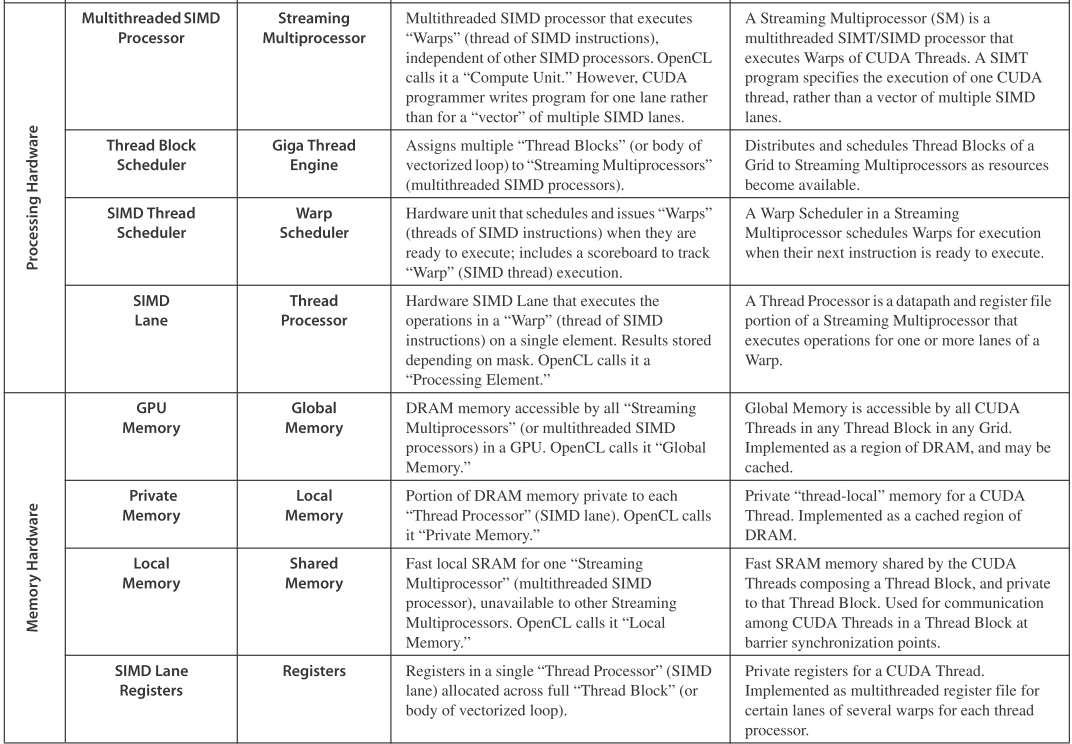 Processing Hardware
Multithreaded SIMD
Processor
Streaming
Multiprocessor
Multithreaded SIMD processor that executes
“Warps” (thread of SIMD instructions),
independent of other SIMD processors. OpenCL
calls it a “Compute Unit.” However, CUDA
programmer writes program for one lane rather
than for a “vector” of multiple SIMD lanes.
A Streaming Multiprocessor (SM) is a
multithreaded SIMT/SIMD processor that
executes Warps of CUDA Threads. A SIMT
program specifies the execution of one CUDA
thread, rather than a vector of multiple SIMD
lanes.
Thread Block
Scheduler
Giga Thread
Engine
Assigns multiple “Thread Blocks” (or body of
vectorized loop) to “Streaming Multiprocessors”
(multithreaded SIMD processors).
Distributes and schedules Thread Blocks of a
Grid to Streaming Multiprocessors as resources
become available.
SIMD Thread
Scheduler
Warp
Scheduler
Hardware unit that schedules and issues “Warps”
(threads of SIMD instructions) when they are
ready to execute; includes a scoreboard to track
“Warp” (SIMD thread) execution.
A Warp Scheduler in a Streaming
Multiprocessor schedules Warps for execution
when their next instruction is ready to execute.
SIMD
Lane
Thread
Processor
Hardware SIMD Lane that executes the
operations in a “Warp” (thread of SIMD
instructions) on a single element. Results stored
depending on mask. OpenCL calls it a
“Processing Element.”
A Thread Processor is a datapath and register file
portion of a Streaming Multiprocessor that
executes operations for one or more lanes of a
Warp.
Memory Hardware
GPU
Memory
Global
Memory
DRAM memory accessible by all “Streaming
Multiprocessors” (or multithreaded SIMD
processors) in a GPU. OpenCL calls it “Global
Memory.”
Global Memory is accessible by all CUDA
Threads in any Thread Block in any Grid.
Implemented as a region of DRAM, and may be
cached.
Private
Memory
Local
Memory
Portion of DRAM memory private to each
“Thread Processor” (SIMD lane). OpenCL calls
it “Private Memory.”
Private “thread-local” memory for a CUDA
Thread. Implemented as a cached region of
DRAM.
Local
Memory
Shared
Memory
Fast local SRAM for one “Streaming
Multiprocessor” (multithreaded SIMD
processor), unavailable to other Streaming
Multiprocessors. OpenCL calls it “Local
Memory.”
Fast SRAM memory shared by the CUDA
Threads composing a Thread Block, and private
to that Thread Block. Used for communication
among CUDA Threads in a Thread Block at
barrier synchronization points.
SIMD Lane
Registers
Registers
Registers in a single “Thread Processor” (SIMD
lane) allocated across full “Thread Block” (or
body of vectorized loop).
Private registers for a CUDA Thread.
Implemented as multithreaded register file for
certain lanes of several warps for each thread
processor.